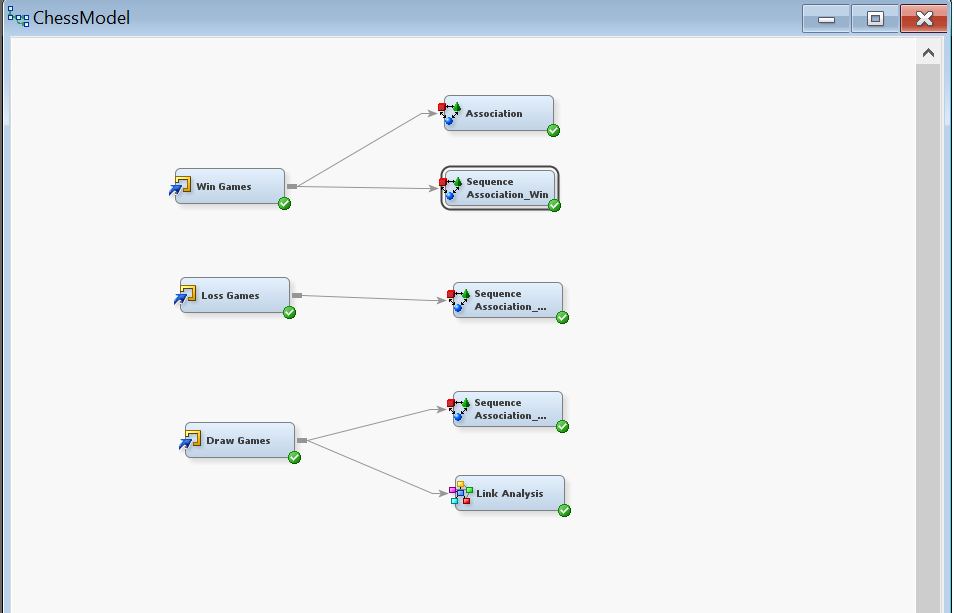 ChessModel
Association
Win Games
Sequence
Association_Win
Loss Games
Sequence
Association_...
Draw Games
Sequence
Association_...
Link Analysis